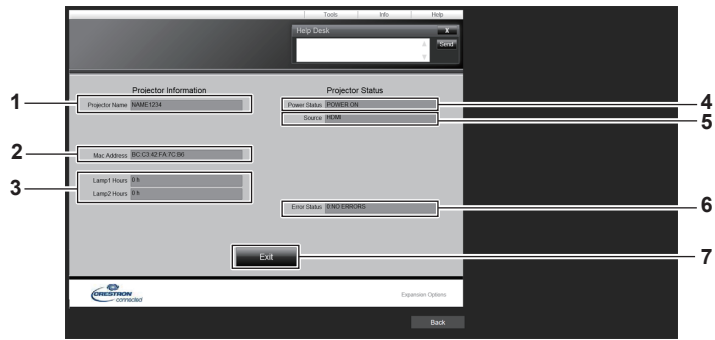 Tools Info Help
Help Desk X
Send
Projector Information Projector Status
1 Projector Name NAME1234 Power Status POWER ON 4
Source HDMI 5
2 Mac Address BC:C3:42:FA:7C:B6
3 Lamp1 Hours 0 h
Lamp2 Hours 0 h
Error Status 0:NO ERRORS 6
Exit 7
CRESTRON connected Expansion Options
Back